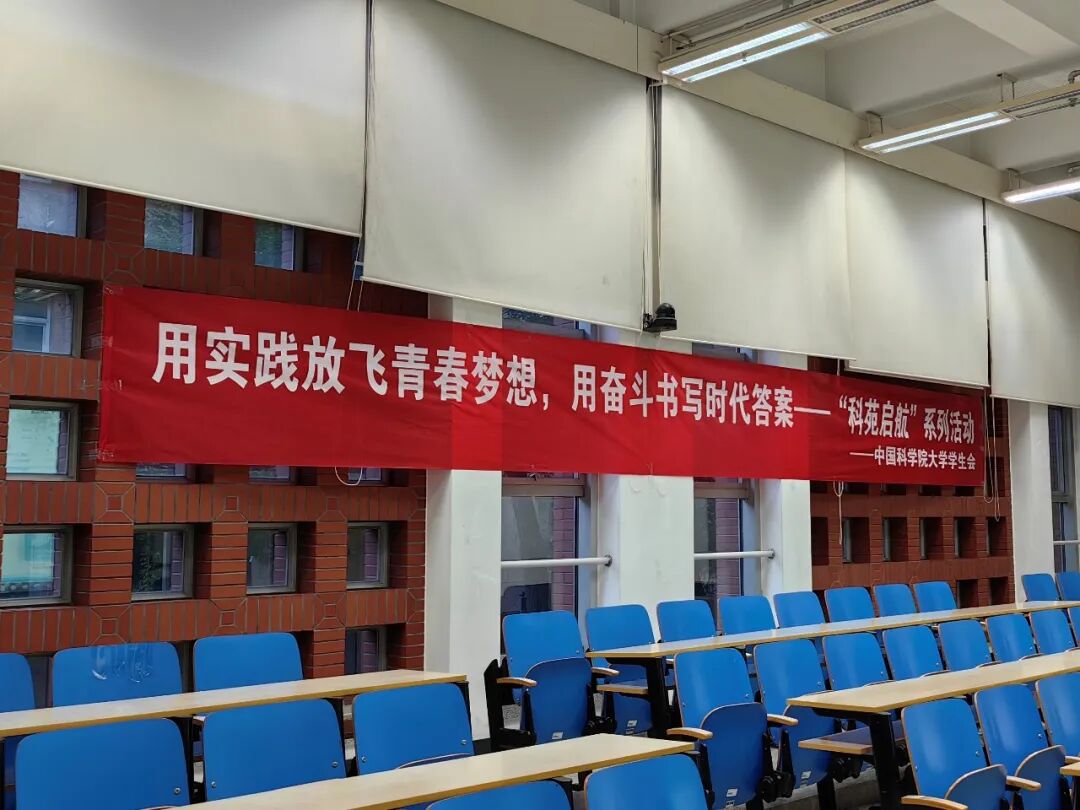 用实践放飞青春梦想，用奋斗书写时代答案——“科苑启航”系列活动
——中国科学院大学学生会